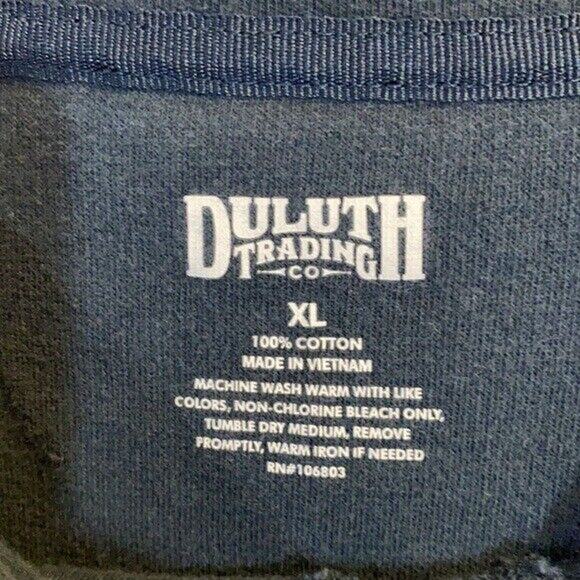 DULUTH
TRADING
CO
XL
100% COTTON
MADE IN VIETNAM
MACHINE WASH WARM WITH LIKE
COLORS, NON-CHLORINE BLEACH ONLY,
TUMBLE DRY MEDIUM, REMOVE
PROMPTLY, WARM IRON IF NEEDED
RN#106803